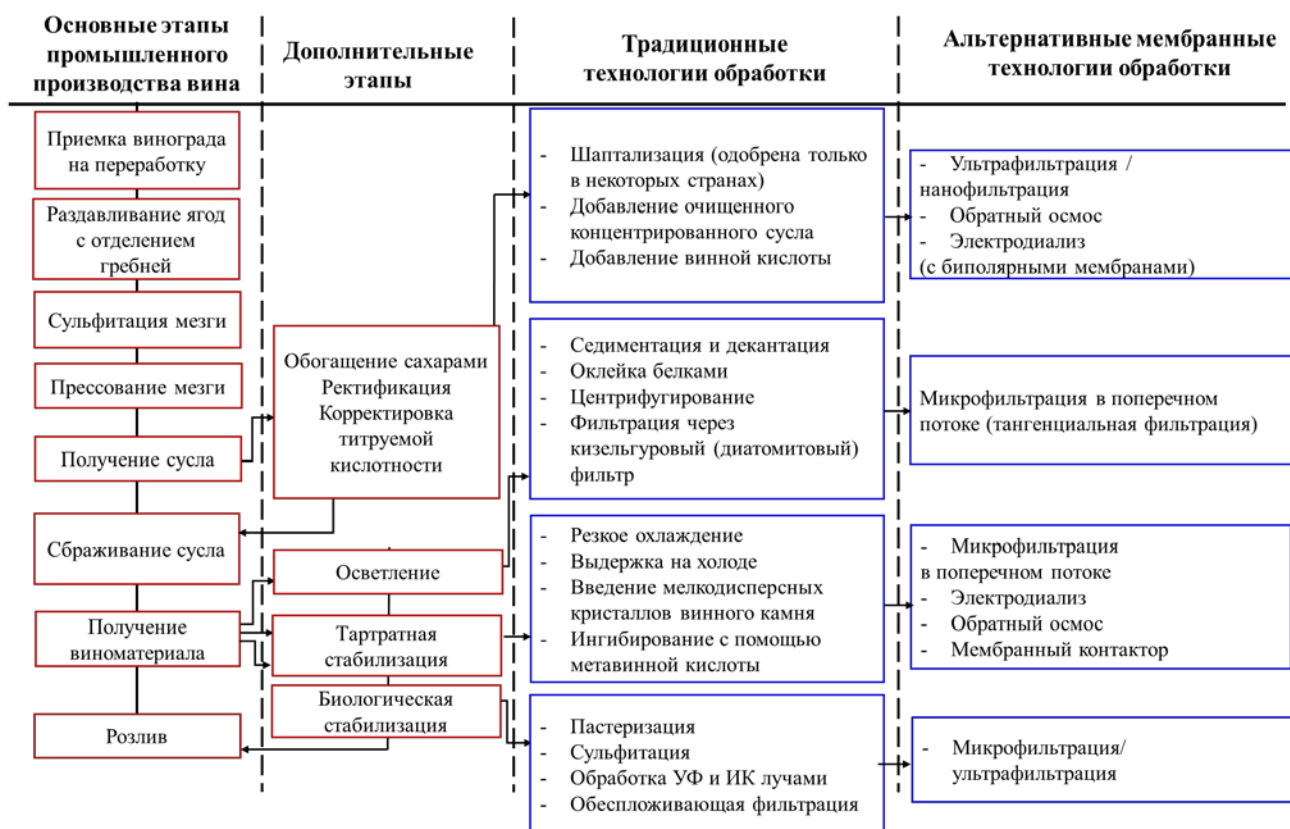 Основные этапы
промышленного
производства вина
Дополнительные
этапы
Традиционные
технологии обработки
Альтернативные мембранные
технологии обработки
Приемка винограда
на переработку
Раздавливание ягод
с отделением
гребней
Сульфитация мезги
Прессование мезги
Получение сусла
Сбраживание сусла
Получение
виноматериала
Розлив
Обогащение сахарами
Ректификация
Корректировка
титруемой
кислотности
Осветление
Тартратная
стабилизация
Биологическая
стабилизация
- Шаптализация (одобрена только
в некоторых странах)
- Добавление очищенного
концентрированного сусла
- Добавление винной кислоты
- Седиментация и декантация
- Оклейка белками
- Центрифугирование
- Фильтрация через
кизельгуровый (диатомитовый)
фильтр
- Резкое охлаждение
- Выдержка на холоде
- Введение мелкодисперсных
кристаллов винного камня
- Ингибирование с помощью
метавинной кислоты
- Пастеризация
- Сульфитация
- Обработка УФ и ИК лучами
- Обеспложивающая фильтрация
- Ультрафильтрация /
нанофильтрация
- Обратный осмос
- Электродиализ
(с биполярными мембранами)
Микрофильтрация в поперечном
потоке (тангенциальная фильтрация)
- Микрофильтрация
в поперечном потоке
- Электродиализ
- Обратный осмос
- Мембранный контактор
- Микрофильтрация/
ультрафильтрация